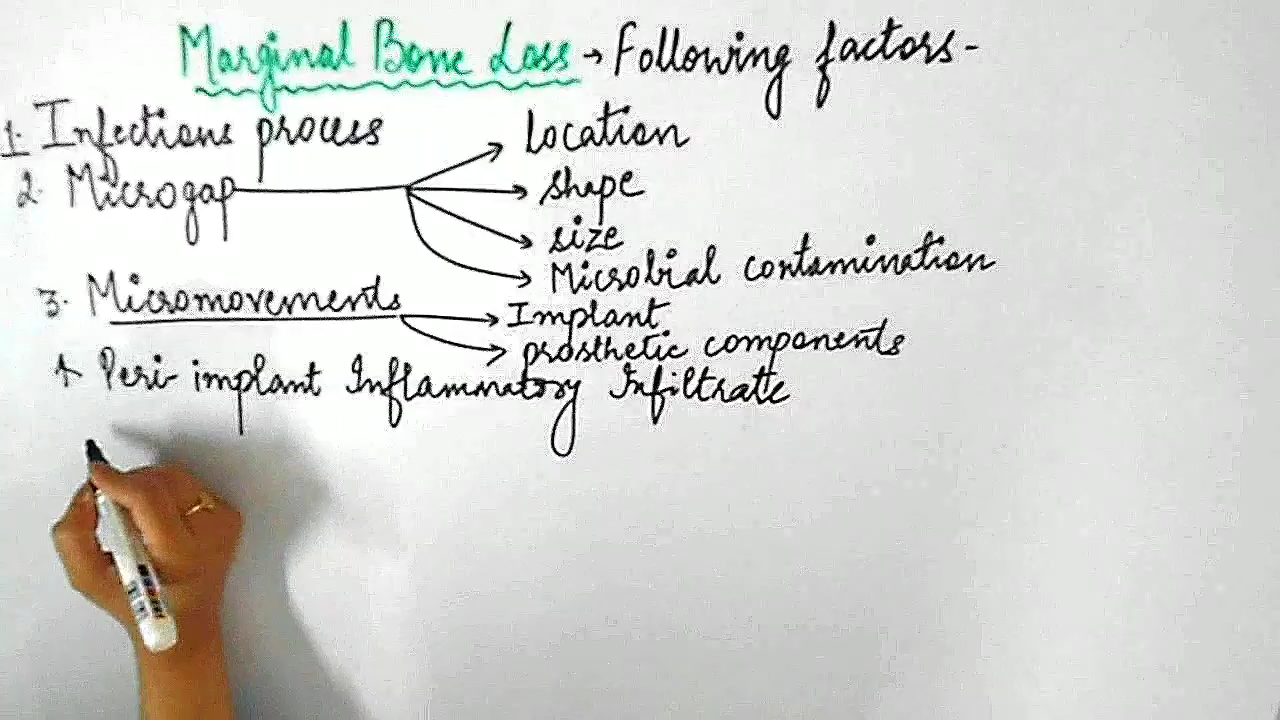 Marginal Bone Loss → Following factors -
1. Infections process
2. Microgap
→ Location
→ shape
→ size
→ Microbial contamination
3. Micromovements
→ Implant
→ prosthetic components
4 Peri-implant Inflammatory Infiltrate